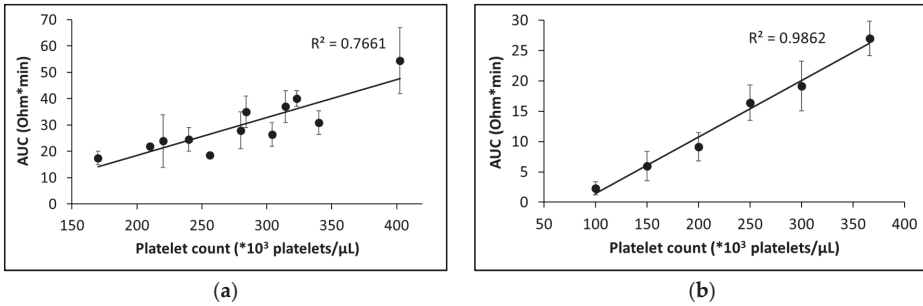 70
60
50
40
30
20
10
0
AUC (Ohm*min)
R² = 0.7661
150 200 250 300 350 400
Platelet count (*10³ platelets/μL)
(a)
30
25
20
15
10
5
0
AUC (Ohm*min)
R² = 0.9862
50 100 150 200 250 300 350 400
Platelet count (*10³ platelets/μL)
(b)